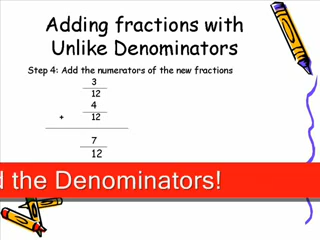 Adding fractions with
Unlike Denominators
Step 4: Add the numerators of the new fractions
3
12
4
+ 12
7
12
the Denominators!